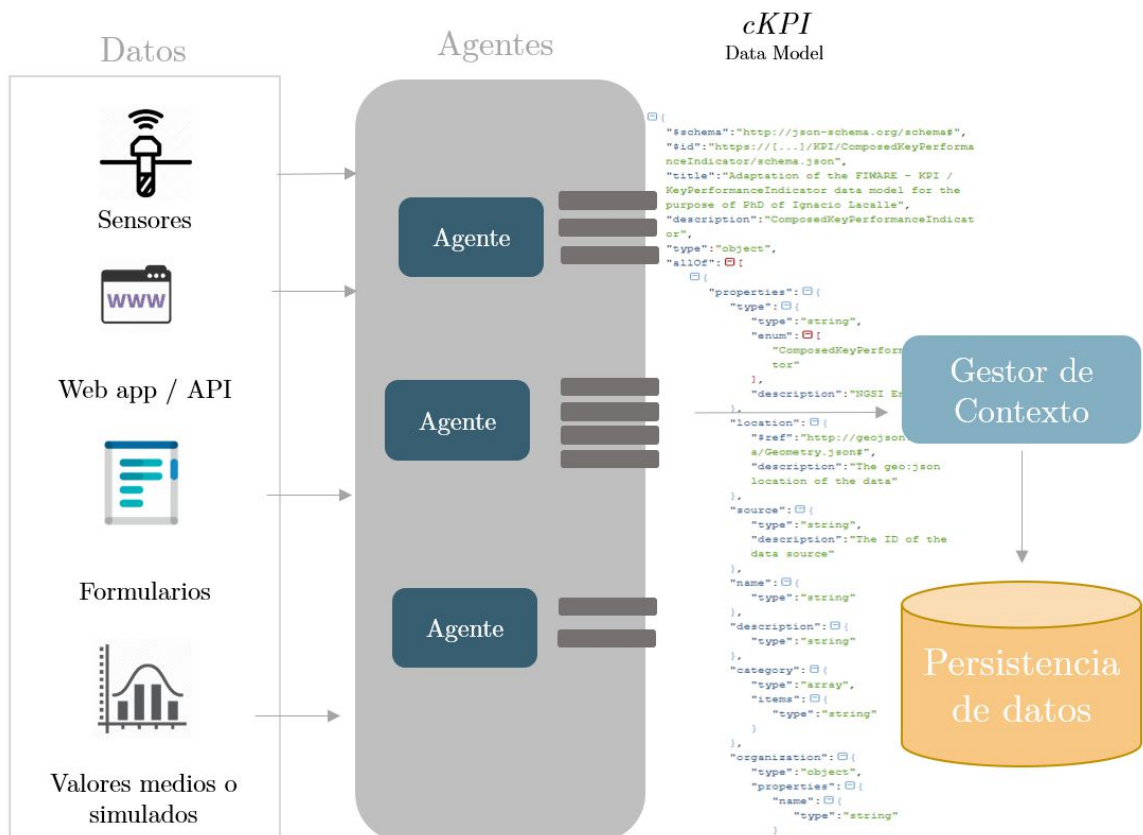 Datos
Sensores
WWW
Web app / API
Formularios
Valores medios o
simulados
Agentes
Agente
Agente
Agente
cKPI
Data Model
{
"$schema":"http://json-schema.org/schema#",
"$id":"https://[...]/KPI/ComposedKeyPerforma
nceIndicator/schema.json",
"title":"Adaptation of the FIWARE - KPI /
KeyPerformanceIndicator data model for the
purpose of PhD of Ignacio Lacalle",
"description":"ComposedKeyPerformanceIndicat
or",
"type":"object",
"allOf":[
{
"properties":{
"type":{
"type":"string",
"enum":[
"ComposedKeyPerform
tor"
],
"description":"NGSI En
},
"location":{
"$ref":"http://geojson
a/Geometry.json#",
"description":"The geo:json
location of the data"
},
"source":{
"type":"string",
"description":"The ID of the
data source"
},
"name":{
"type":"string"
},
"description":{
"type":"string"
},
"category":{
"type":"array",
"items":{
"type":"string"
}
},
"organization":{
"type":"object",
"properties":{
"name":{
"type":"string"
}
Gestor de
Contexto
Persistencia
de datos